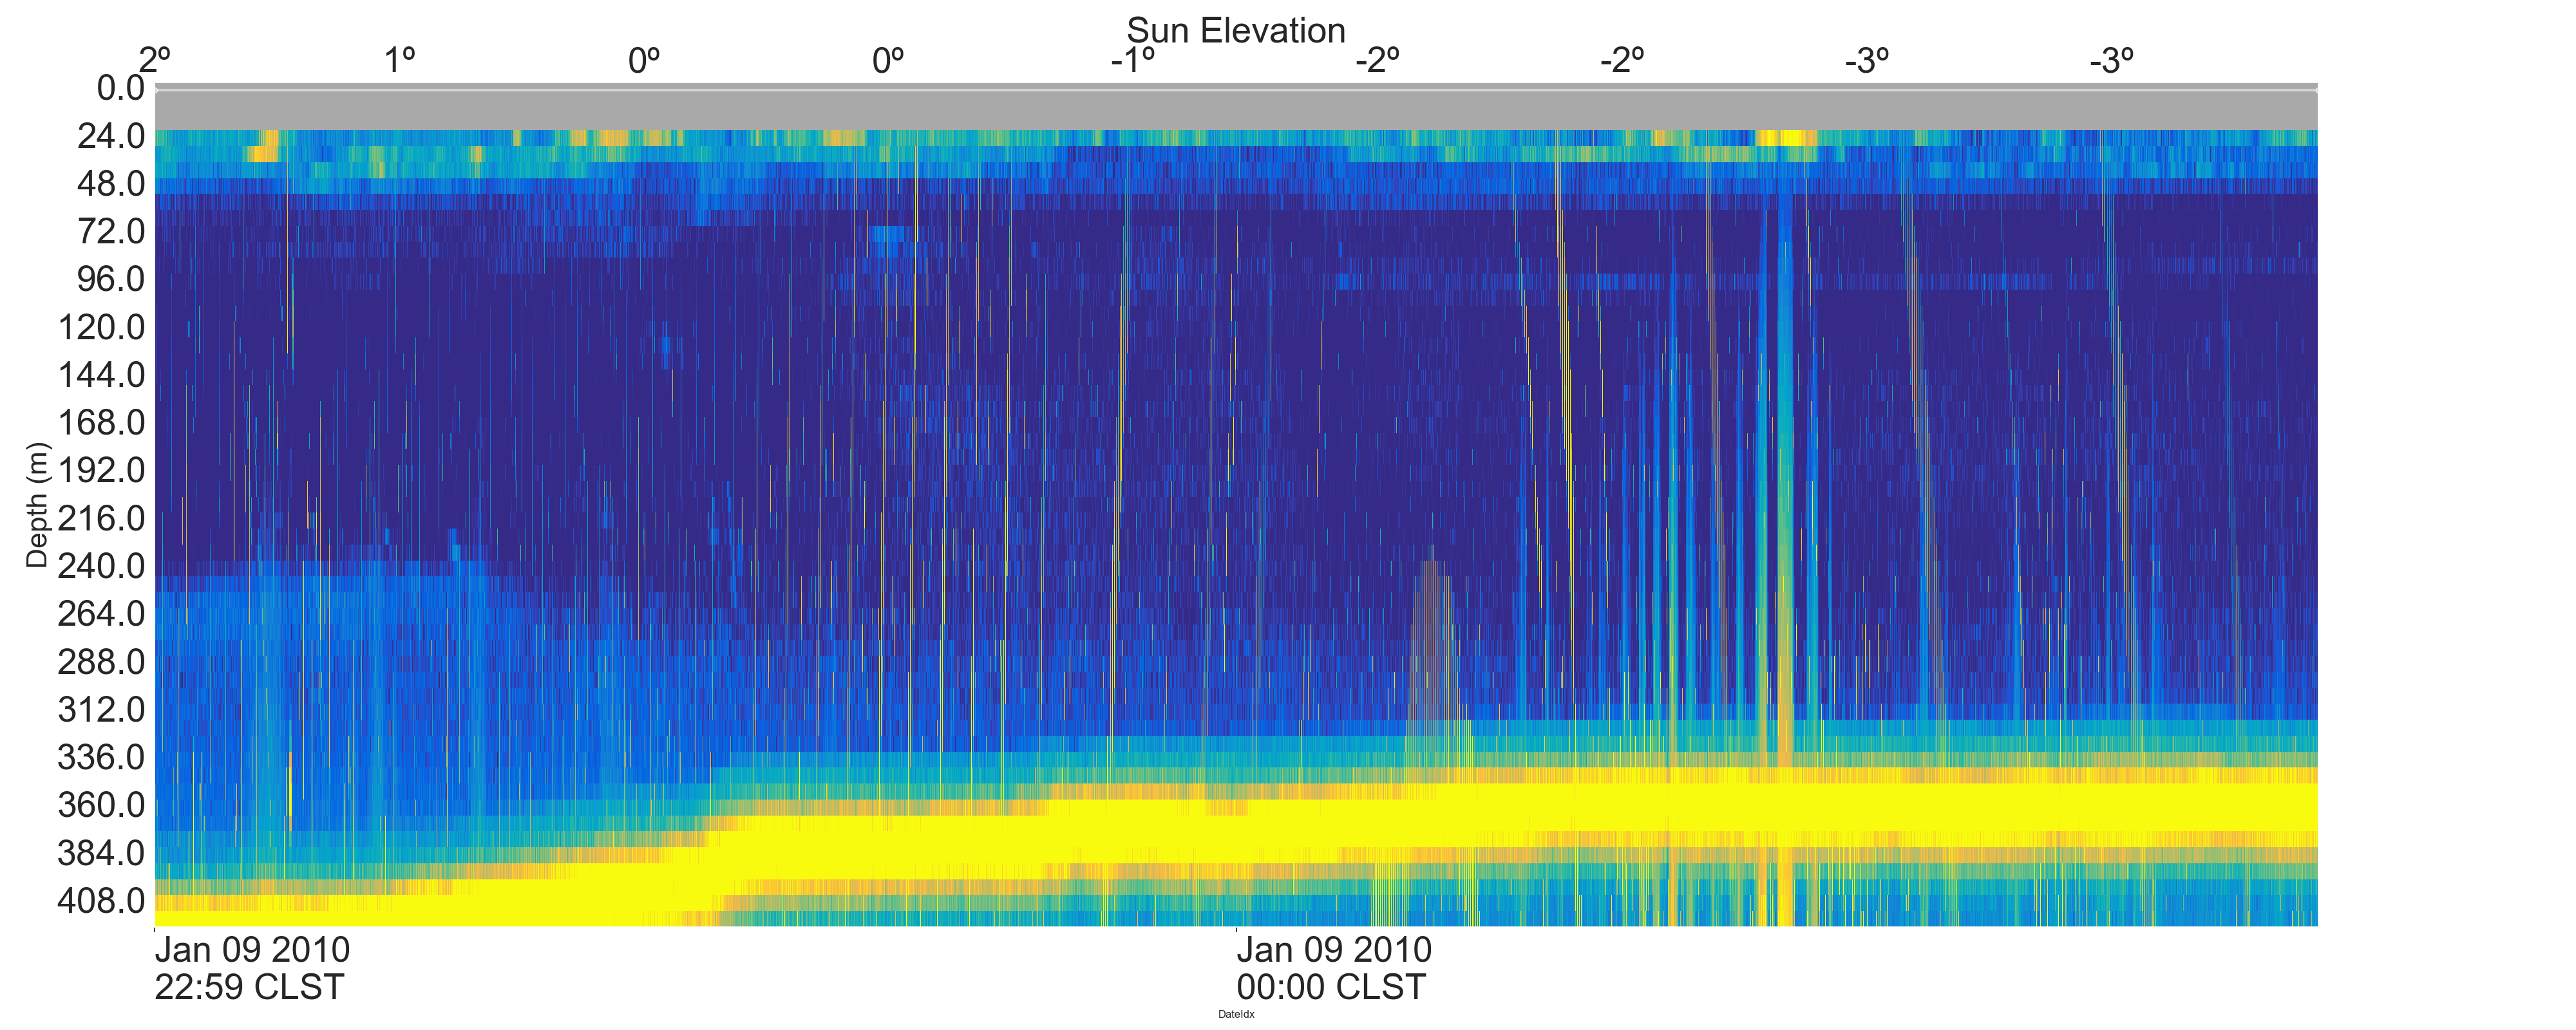 Sun Elevation
2º 1º 0º 0º -1º -2º -2º -3º -3º
0.0
24.0
48.0
72.0
96.0
120.0
144.0
168.0
192.0
216.0
240.0
264.0
288.0
312.0
336.0
360.0
384.0
408.0
Depth (m)
Jan 09 2010
22:59 CLST
Jan 09 2010
00:00 CLST
DateIdx